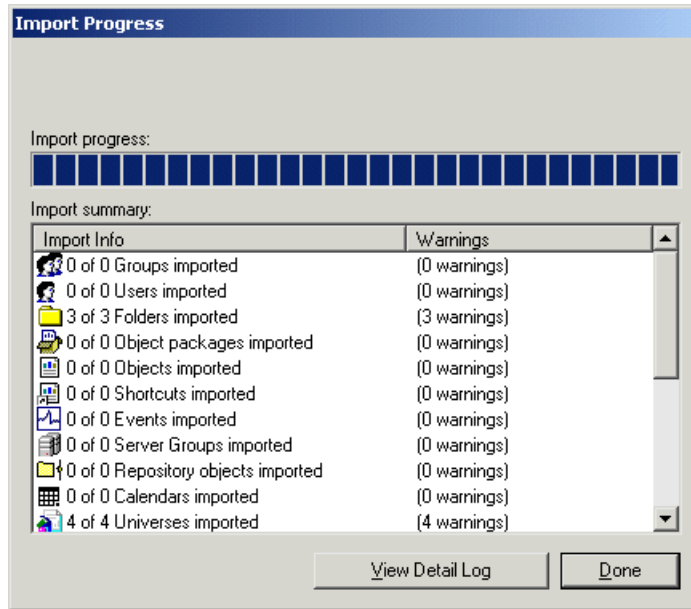 Import Progress
Import progress:
Import summary:
Import Info Warnings
0 of 0 Groups imported (0 warnings)
0 of 0 Users imported (0 warnings)
3 of 3 Folders imported (3 warnings)
0 of 0 Object packages imported (0 warnings)
0 of 0 Objects imported (0 warnings)
0 of 0 Shortcuts imported (0 warnings)
0 of 0 Events imported (0 warnings)
0 of 0 Server Groups imported (0 warnings)
0 of 0 Repository objects imported (0 warnings)
0 of 0 Calendars imported (0 warnings)
4 of 4 Universes imported (4 warnings)
View Detail Log Done